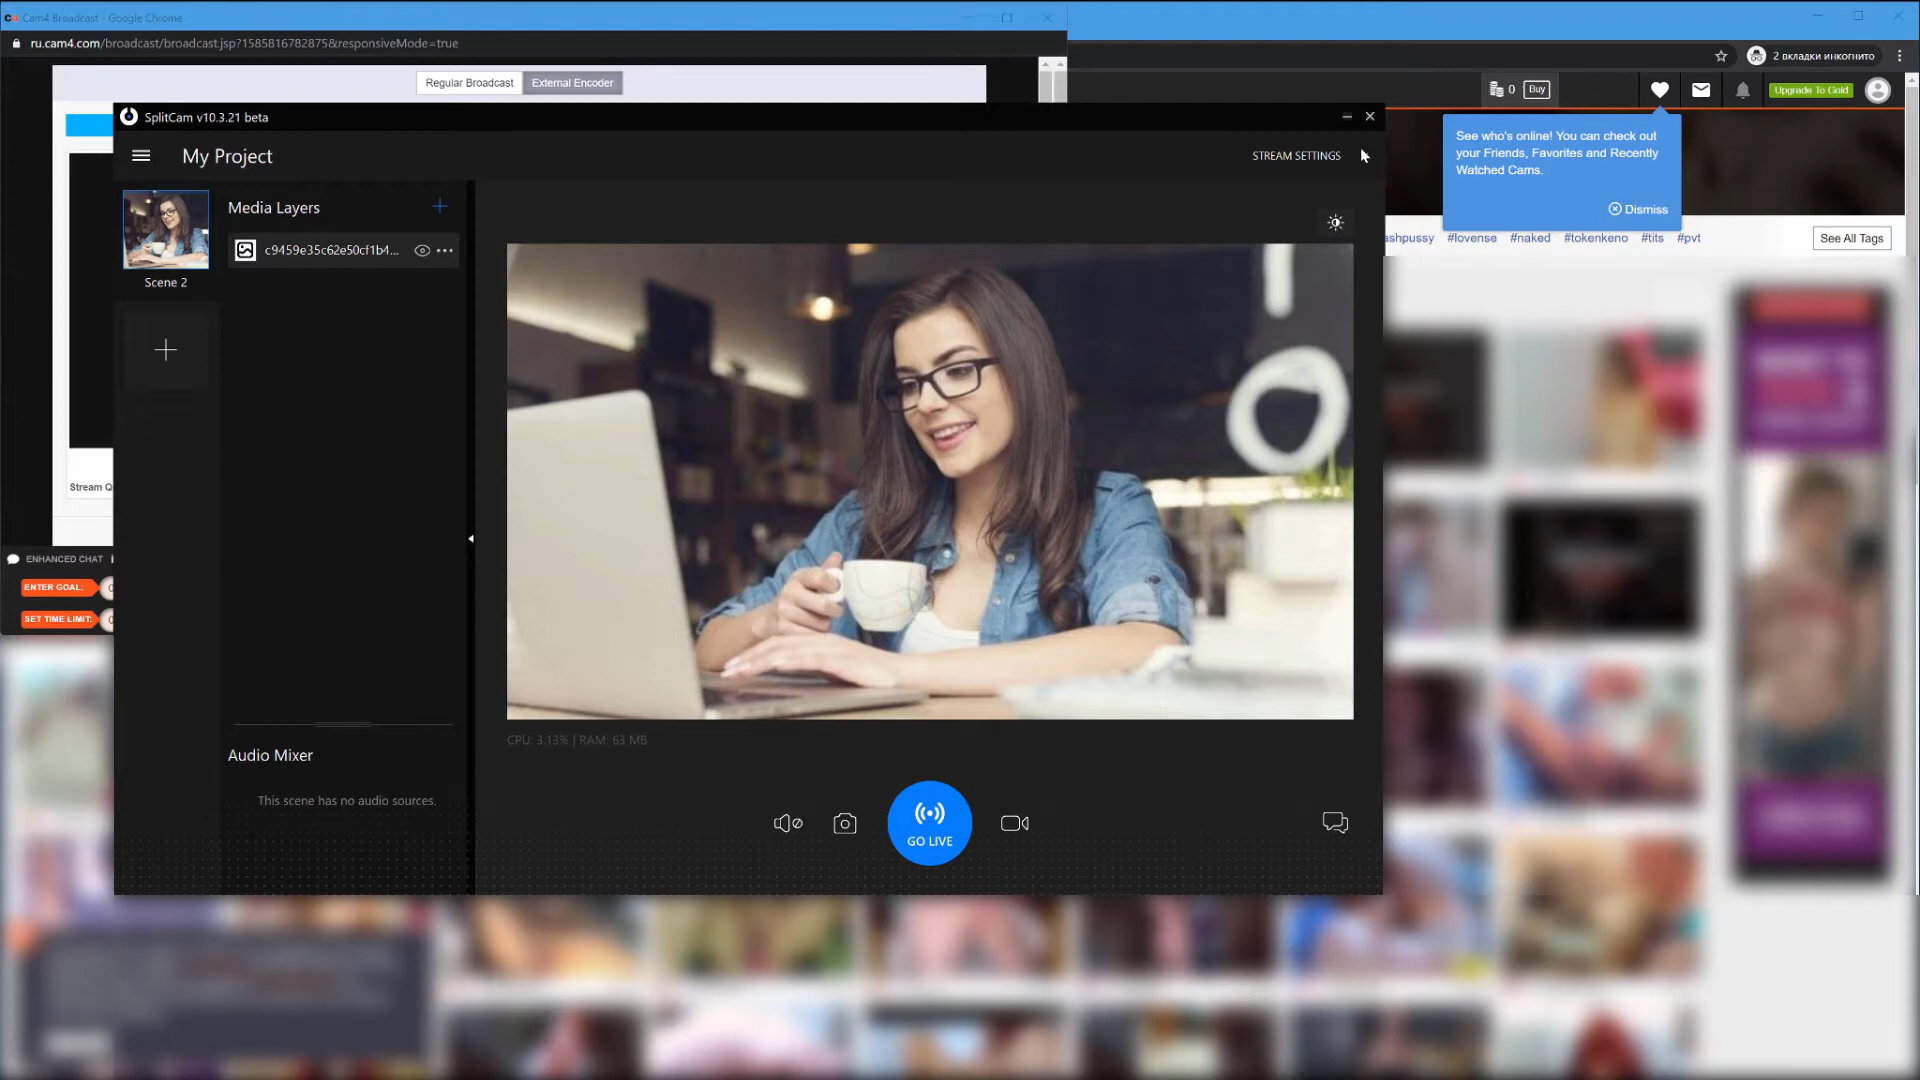 Cam4 Broadcast - Google Chrome
ru.cam4.com/broadcast/broadcast.jsp?1585816782875&responsiveMode=true
2 вкладки инкогнито
Regular Broadcast
External Encoder
0
Buy
Upgrade To Gold
SplitCam v10.3.21 beta
My Project
STREAM SETTINGS
See who's online! You can check out
your Friends, Favorites and Recently
Watched Cams.
Dismiss
Media Layers
c9459e35c62e50cf1b4...
Scene 2
ashpussy
#lovense
#naked
#tokenkeno
#tits
#pvt
See All Tags
Stream Q
ENHANCED CHAT
ENTER GOAL:
SET TIME LIMIT:
CPU: 3.13% | RAM: 63 MB
Audio Mixer
This scene has no audio sources.
GO LIVE